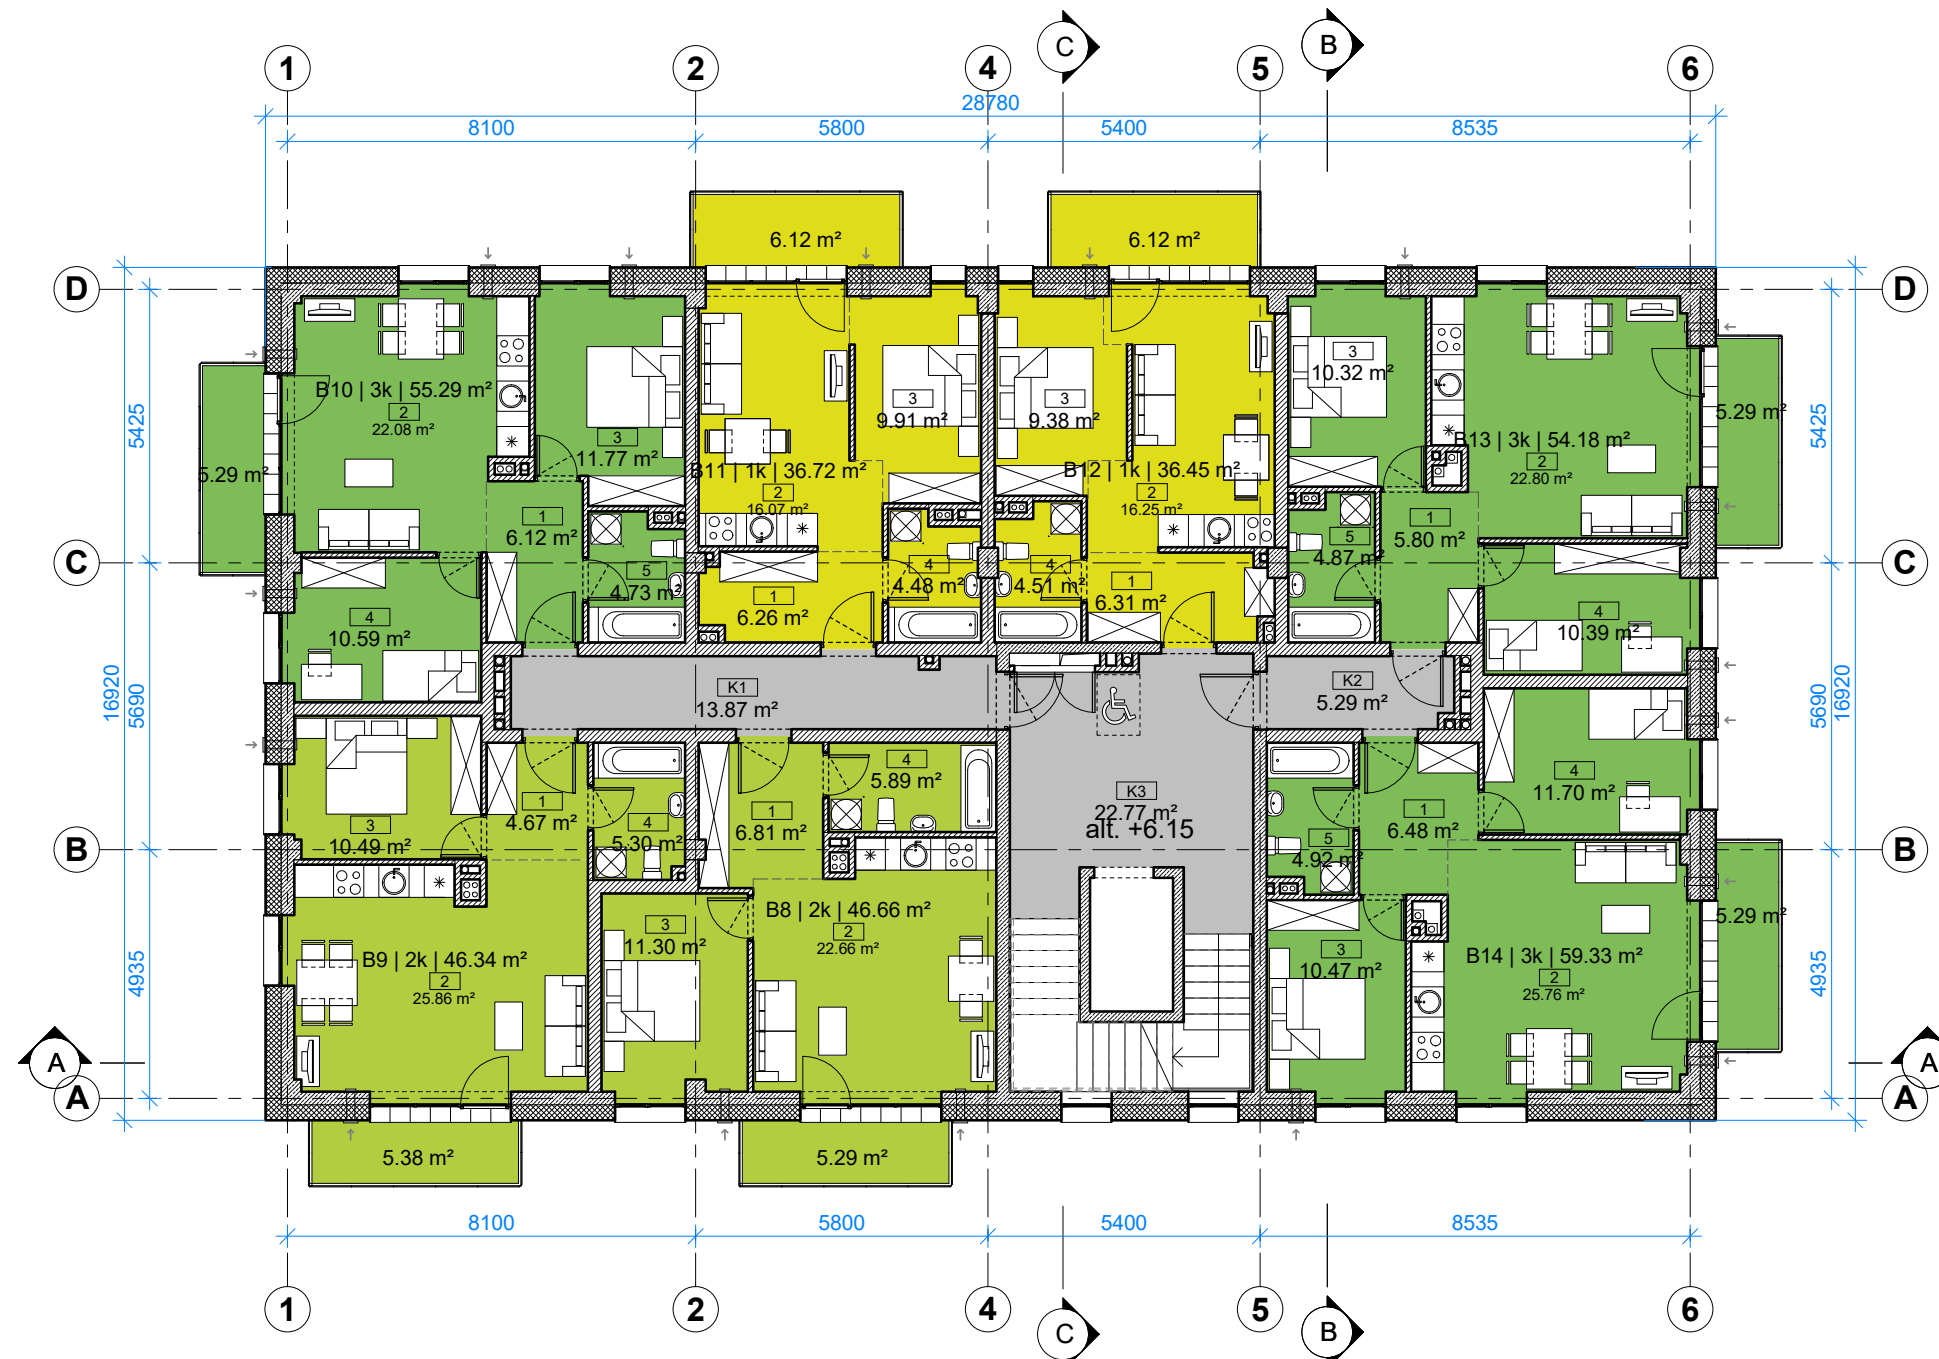 C
B
1
2
4
5
6
28780
8100
5800
5400
8535
6.12 m²
6.12 m²
D
D
B10 | 3k | 55.29 m²
2
22.08 m²
3
11.77 m²
3
9.91 m²
3
9.38 m²
3
10.32 m²
5425
5425
5.29 m²
5.29 m²
B11 | 1k | 36.72 m²
2
16.07 m²
B12 | 1k | 36.45 m²
2
16.25 m²
B13 | 3k | 54.18 m²
2
22.80 m²
1
6.12 m²
5
4.87 m²
1
5.80 m²
C
C
5
4.73 m²
4
4.48 m²
4
4.51 m²
1
6.26 m²
1
6.31 m²
4
10.59 m²
4
10.39 m²
16920
5690
5690
16920
K1
13.87 m²
K2
5.29 m²
4
5.89 m²
4
11.70 m²
K3
22.77 m²
alt. +6.15
1
4.67 m²
1
6.81 m²
1
6.48 m²
3
10.49 m²
4
5.30 m²
5
4.92 m²
B
B
B9 | 2k | 46.34 m²
2
25.86 m²
3
11.30 m²
B8 | 2k | 46.66 m²
2
22.66 m²
3
10.47 m²
B14 | 3k | 59.33 m²
2
25.76 m²
4935
4935
5.29 m²
A
A
A
A
5.38 m²
5.29 m²
8100
5800
5400
8535
1
2
4
5
6
C
B